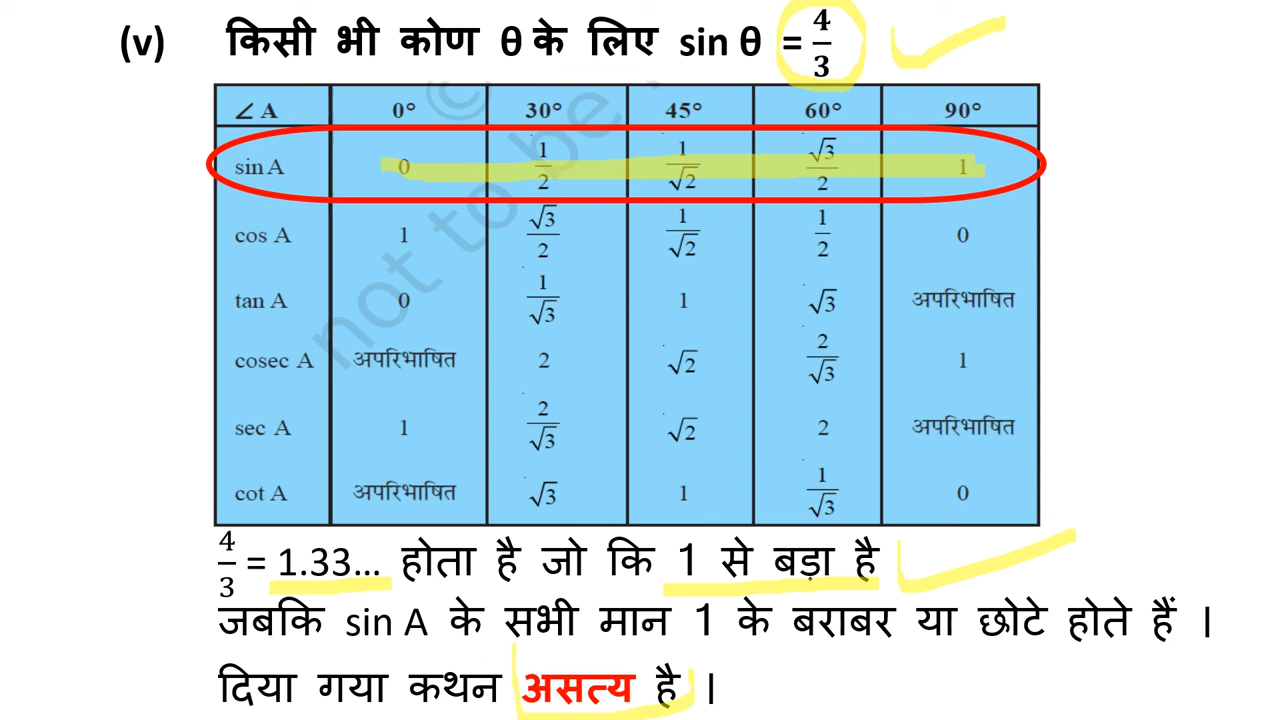 (v) किसी भी कोण θ के लिए sin θ = 4/3
∠ A 0° 30° 45° 60° 90°
sin A 0 1/2 1/√2 √3/2 1
cos A 1 √3/2 1/√2 1/2 0
tan A 0 1/√3 1 √3 अपरिभाषित
cosec A अपरिभाषित 2 √2 2/√3 1
sec A 1 2/√3 √2 2 अपरिभाषित
cot A अपरिभाषित √3 1 1/√3 0
© not to be
4/3 = 1.33... होता है जो कि 1 से बड़ा है
जबकि sin A के सभी मान 1 के बराबर या छोटे होते हैं ।
दिया गया कथन असत्य है ।